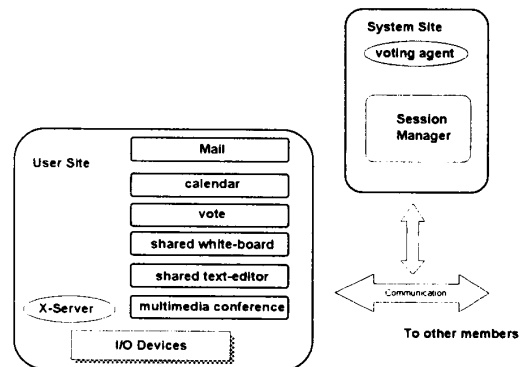 System Site
voting agent
Session
Manager
User Site
Mail
calendar
vote
shared white-board
shared text-editor
X-Server
multimedia conference
I/O Devices
Communication
To other members